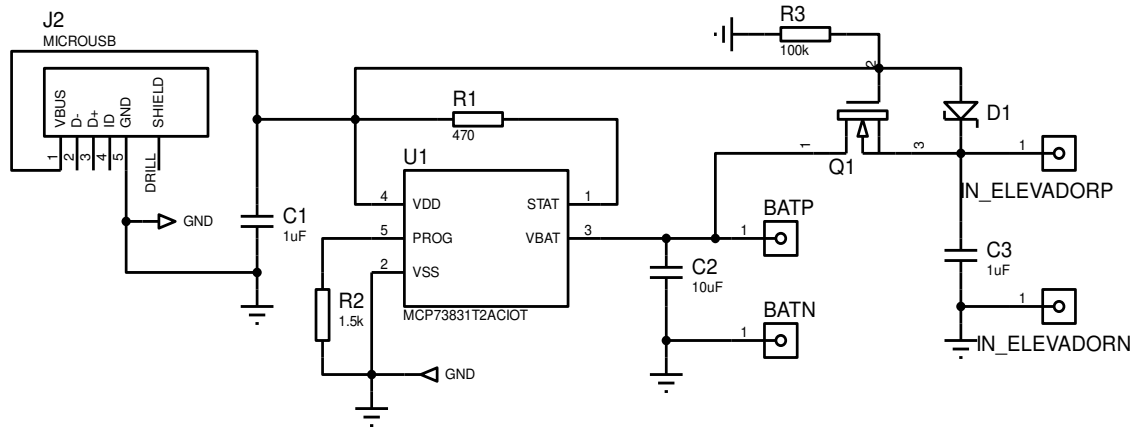 J2
MICROUSB
VBUS
D-
D+
ID
GND
SHIELD
1
2
3
4
5
DRILL
GND
C1
1uF
R1
470
U1
4
VDD
STAT
1
5
PROG
VBAT
3
2
VSS
MCP73831T2ACIOT
R2
1.5k
GND
C2
10uF
BATP
1
BATN
1
R3
100k
2
1
3
Q1
D1
1
IN_ELEVADORP
C3
1uF
1
IN_ELEVADORN